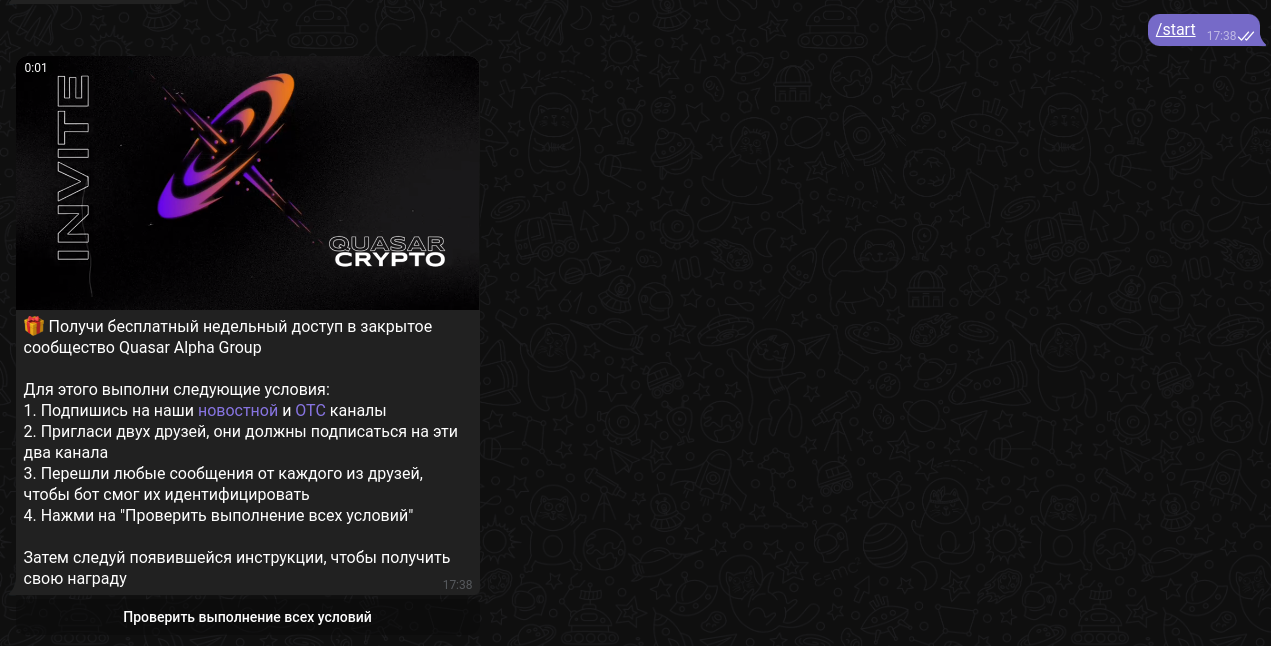 /start
17:38
0:01
INVITE
QUASAR
CRYPTO
🎁 Получи бесплатный недельный доступ в закрытое
сообщество Quasar Alpha Group
Для этого выполни следующие условия:
1. Подпишись на наши новостной и OTC каналы
2. Пригласи двух друзей, они должны подписаться на эти
два канала
3. Перешли любые сообщения от каждого из друзей,
чтобы бот смог их идентифицировать
4. Нажми на "Проверить выполнение всех условий"
Затем следуй появившейся инструкции, чтобы получить
свою награду
17:38
Проверить выполнение всех условий